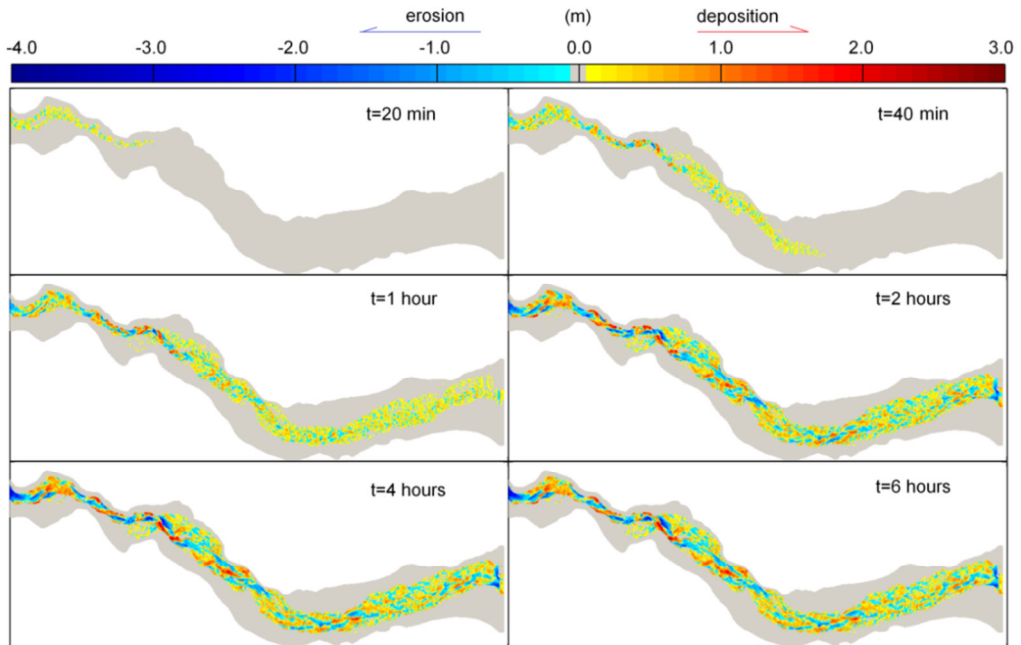 erosion (m) deposition
-4.0 -3.0 -2.0 -1.0 0.0 1.0 2.0 3.0
t=20 min t=40 min
t=1 hour t=2 hours
t=4 hours t=6 hours